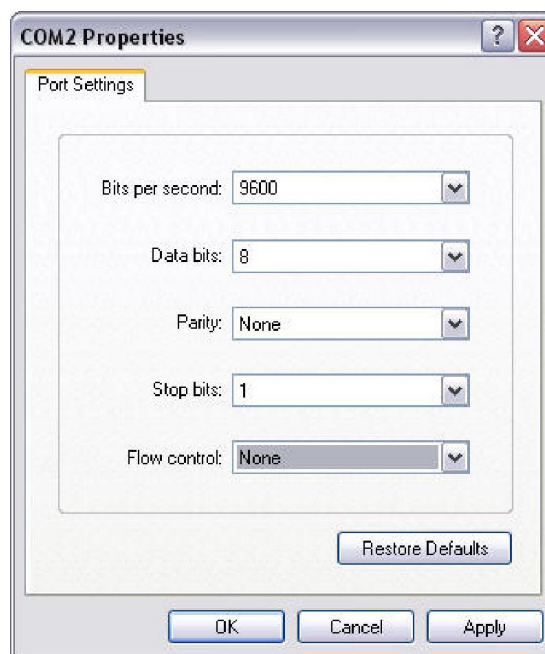 COM2 Properties
Port Settings
Bits per second: 9600
Data bits: 8
Parity: None
Stop bits: 1
Flow control: None
Restore Defaults
OK Cancel Apply